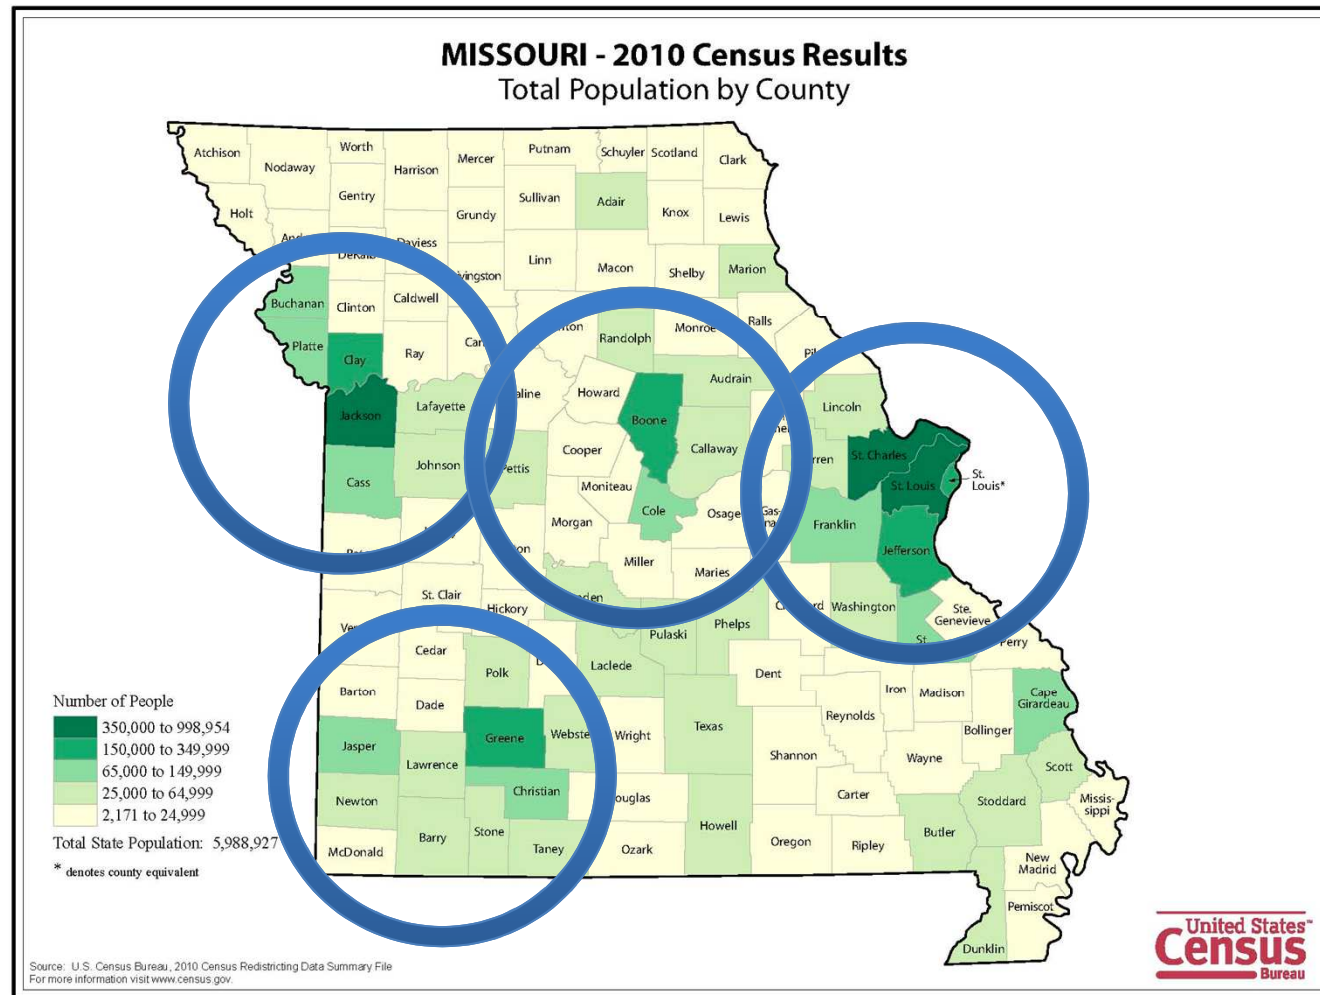 MISSOURI - 2010 Census Results
Total Population by County
Atchison
Nodaway
Worth
Harrison
Mercer
Putnam
Schuyler
Scotland
Clark
Gentry
Sullivan
Adair
Holt
Grundy
Knox
Lewis
Linn
Macon
Shelby
Marion
Buchanan
Clinton
Caldwell
Ralls
Platte
Clay
Ray
Randolph
Audrain
Jackson
Lafayette
Howard
Boone
Lincoln
Callaway
Cooper
St. Charles
Cass
Johnson
Moniteau
St. Louis
St.
Louis*
Cole
Osage
Morgan
Franklin
Jefferson
Miller
Maries
St. Clair
Hickory
Washington
Ste.
Genevieve
Phelps
Pulaski
St.
Perry
Cedar
Polk
Laclede
Dent
Barton
Dade
Iron
Madison
Cape
Girardeau
Reynolds
Bollinger
Jasper
Greene
Wright
Texas
Shannon
Wayne
Lawrence
Scott
Newton
Christian
Carter
Stoddard
Missis-
sippi
Barry
Stone
Howell
Butler
McDonald
Taney
Ozark
Oregon
Ripley
New
Madrid
Pemiscot
Dunklin
Number of People
350,000 to 998,954
150,000 to 349,999
65,000 to 149,999
25,000 to 64,999
2,171 to 24,999
Total State Population: 5,988,927
* denotes county equivalent
Source: U.S. Census Bureau, 2010 Census Redistricting Data Summary File
For more information visit www.census.gov.
United States™
Census
Bureau